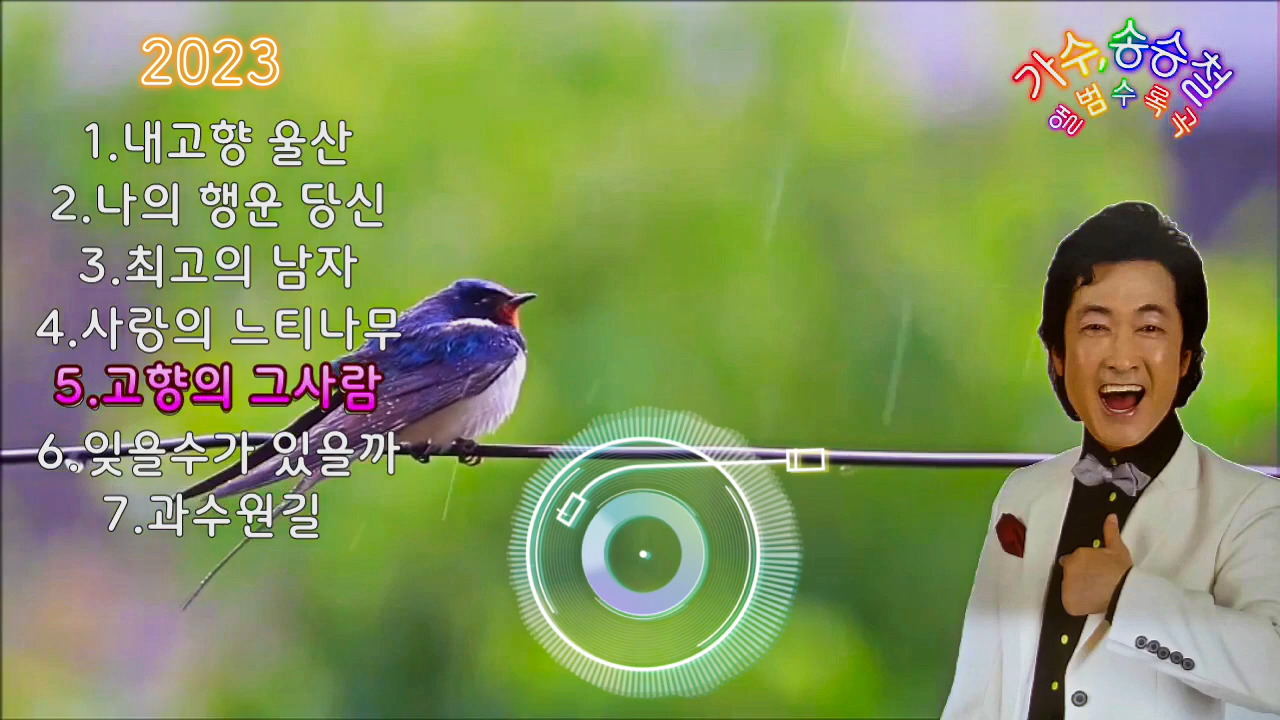 2023
1.내고향 울산
2.나의 행운 당신
3.최고의 남자
4.사랑의 느티나무
5.고향의 그사람
6.잊을수가 있을까
7.과수원길
가수,송승철
앨범수록곡